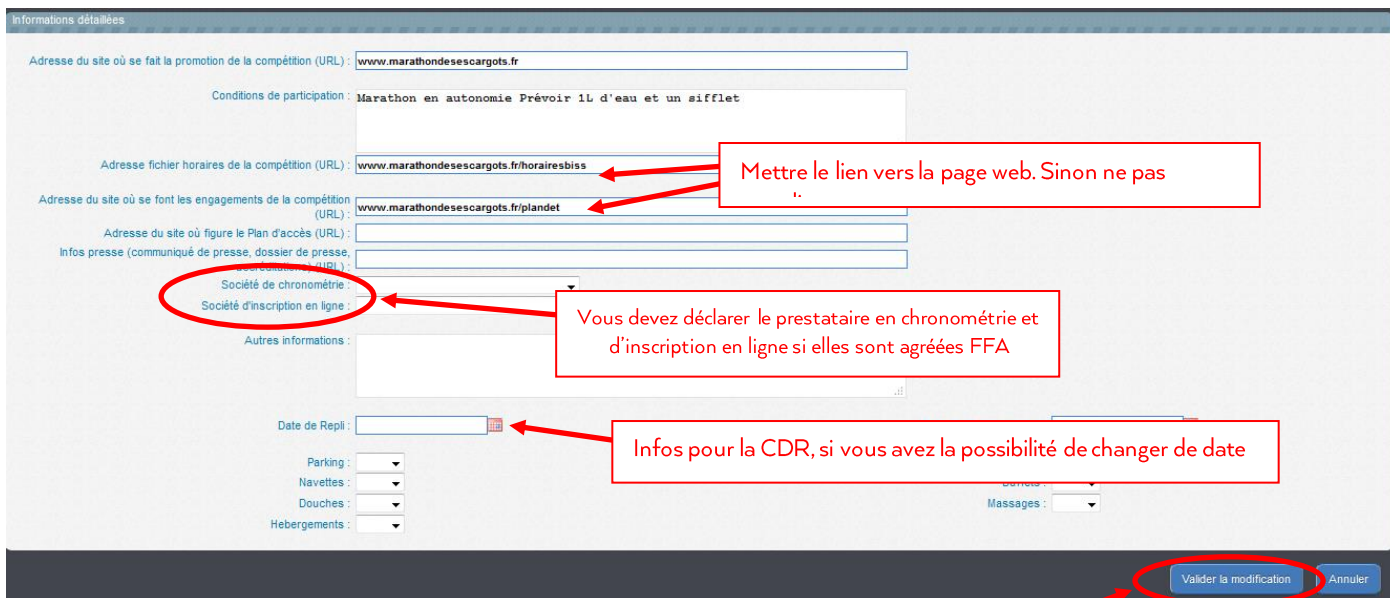 Informations détaillées
Adresse du site où se fait la promotion de la compétition (URL) : www.marathondesescargots.fr
Conditions de participation : Marathon en autonomie Prévoir 1L d'eau et un sifflet
Adresse fichier horaires de la compétition (URL) : www.marathondesescargots.fr/horairesbiss
Mettre le lien vers la page web. Sinon ne pas
Adresse du site où se font les engagements de la compétition
(URL) : www.marathondesescargots.fr/plandet
Adresse du site où figure le Plan d'accès (URL) :
Infos presse (communiqué de presse, dossier de presse,
accréditations) (URL) :
Société de chronométrie :
Société d'inscription en ligne :
Vous devez déclarer le prestataire en chronométrie et
d'inscription en ligne si elles sont agréées FFA
Autres informations :
Date de Repli :
Infos pour la CDR, si vous avez la possibilité de changer de date
Parking :
Navettes :
Douches :
Massages :
Hebergements :
Valider la modification
Annuler